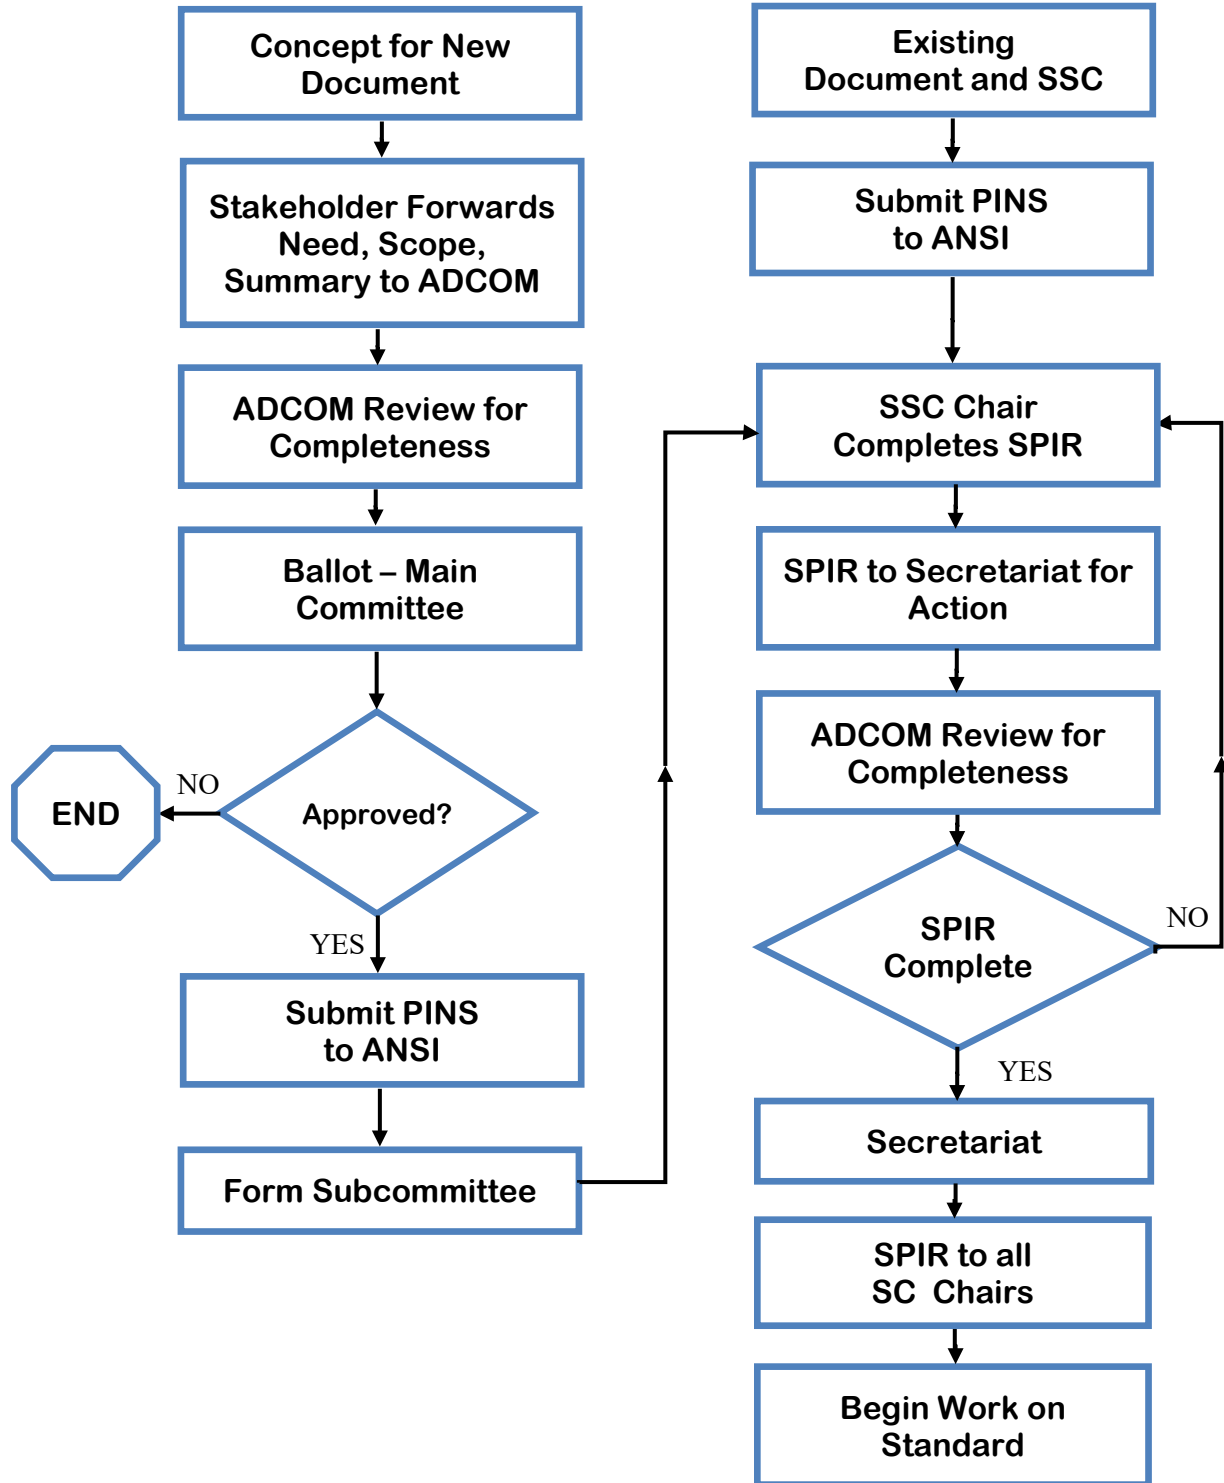 Concept for New
Document
Stakeholder Forwards
Need, Scope,
Summary to ADCOM
ADCOM Review for
Completeness
Ballot – Main
Committee
Approved?
NO
END
YES
Submit PINS
to ANSI
Form Subcommittee
Existing
Document and SSC
Submit PINS
to ANSI
SSC Chair
Completes SPIR
SPIR to Secretariat for
Action
ADCOM Review for
Completeness
SPIR
Complete
NO
YES
Secretariat
SPIR to all
SC Chairs
Begin Work on
Standard